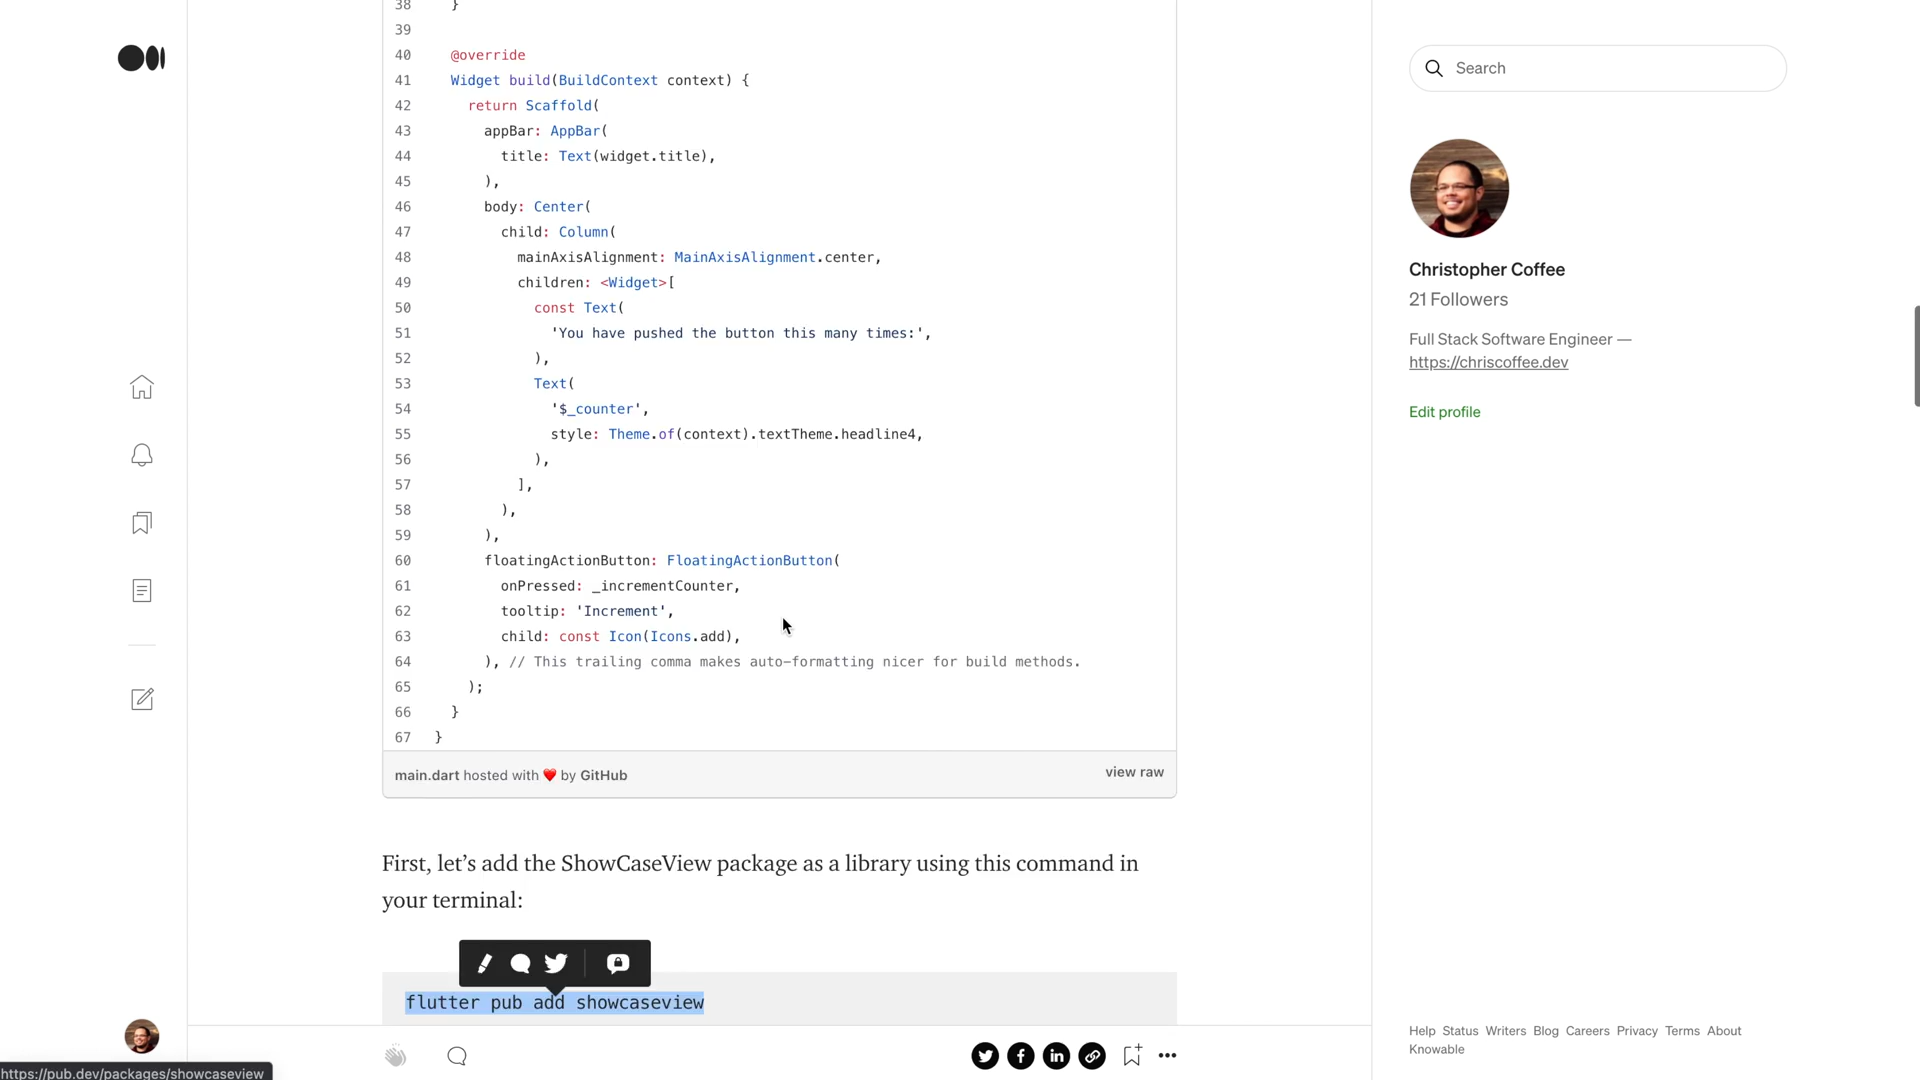 38 }
39
40 @override
41 Widget build(BuildContext context) {
42 return Scaffold(
43 appBar: AppBar(
44 title: Text(widget.title),
45 ),
46 body: Center(
47 child: Column(
48 mainAxisAlignment: MainAxisAlignment.center,
49 children: <Widget>[
50 const Text(
51 'You have pushed the button this many times:',
52 ),
53 Text(
54 '$_counter',
55 style: Theme.of(context).textTheme.headline4,
56 ),
57 ],
58 ),
59 ),
60 floatingActionButton: FloatingActionButton(
61 onPressed: _incrementCounter,
62 tooltip: 'Increment',
63 child: const Icon(Icons.add),
64 ), // This trailing comma makes auto-formatting nicer for build methods.
65 );
66 }
67 }
main.dart hosted with ❤ by GitHub
view raw
First, let’s add the ShowCaseView package as a library using this command in
your terminal:
flutter pub add showcaseview
Search
Christopher Coffee
21 Followers
Full Stack Software Engineer —
https://chriscoffee.dev
Edit profile
Help Status Writers Blog Careers Privacy Terms About
Knowable
https://pub.dev/packages/showcaseview